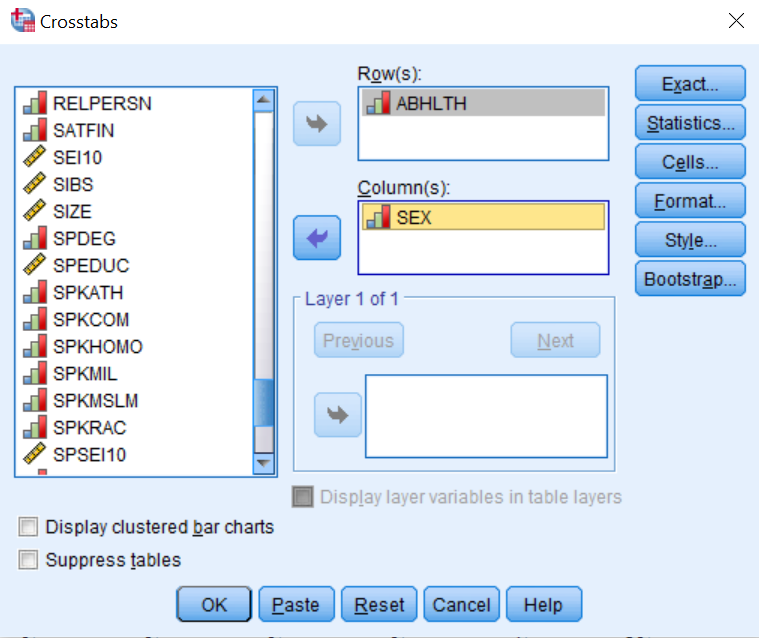 Crosstabs
RELPERSN
SATFIN
SEI10
SIBS
SIZE
SPDEG
SPEDUC
SPKATH
SPKCOM
SPKHOMO
SPKMIL
SPKMSLM
SPKRAC
SPSEI10
Row(s):
ABHLTH
Column(s):
SEX
Layer 1 of 1
Previous
Next
Display layer variables in table layers
Exact...
Statistics...
Cells...
Format...
Style...
Bootstrap...
Display clustered bar charts
Suppress tables
OK Paste Reset Cancel Help